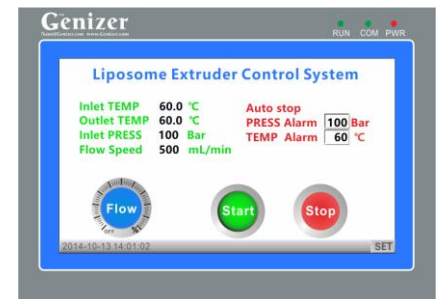 Genizer
RUN COM PWR
Liposome Extruder Control System
Inlet TEMP 60.0 ℃
Outlet TEMP 60.0 ℃
Inlet PRESS 100 Bar
Flow Speed 500 mL/min
Auto stop
PRESS Alarm 100 Bar
TEMP Alarm 60 ℃
Flow
OFF
Start
Stop
2014-10-13 14:01:02
SET